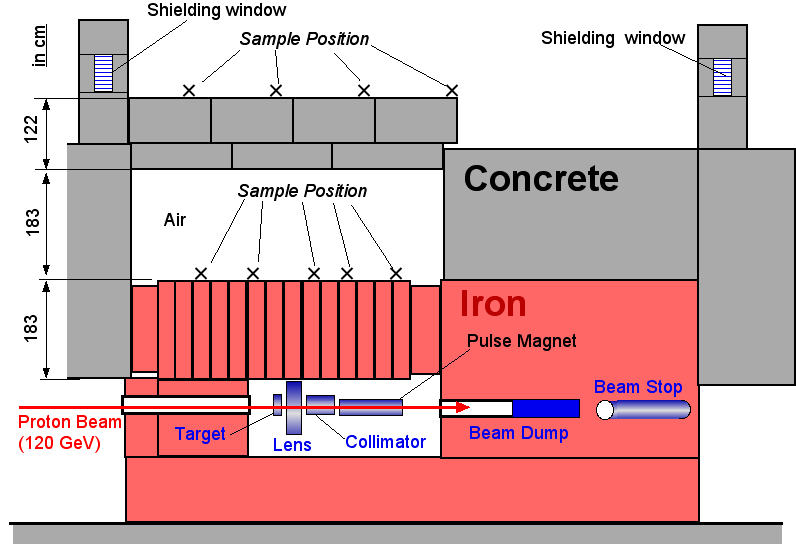 Shielding window
in cm
Sample Position
Shielding window
122
Concrete
183
Sample Position
Air
183
Iron
Pulse Magnet
Beam Stop
Proton Beam
(120 GeV)
Target
Lens
Collimator
Beam Dump